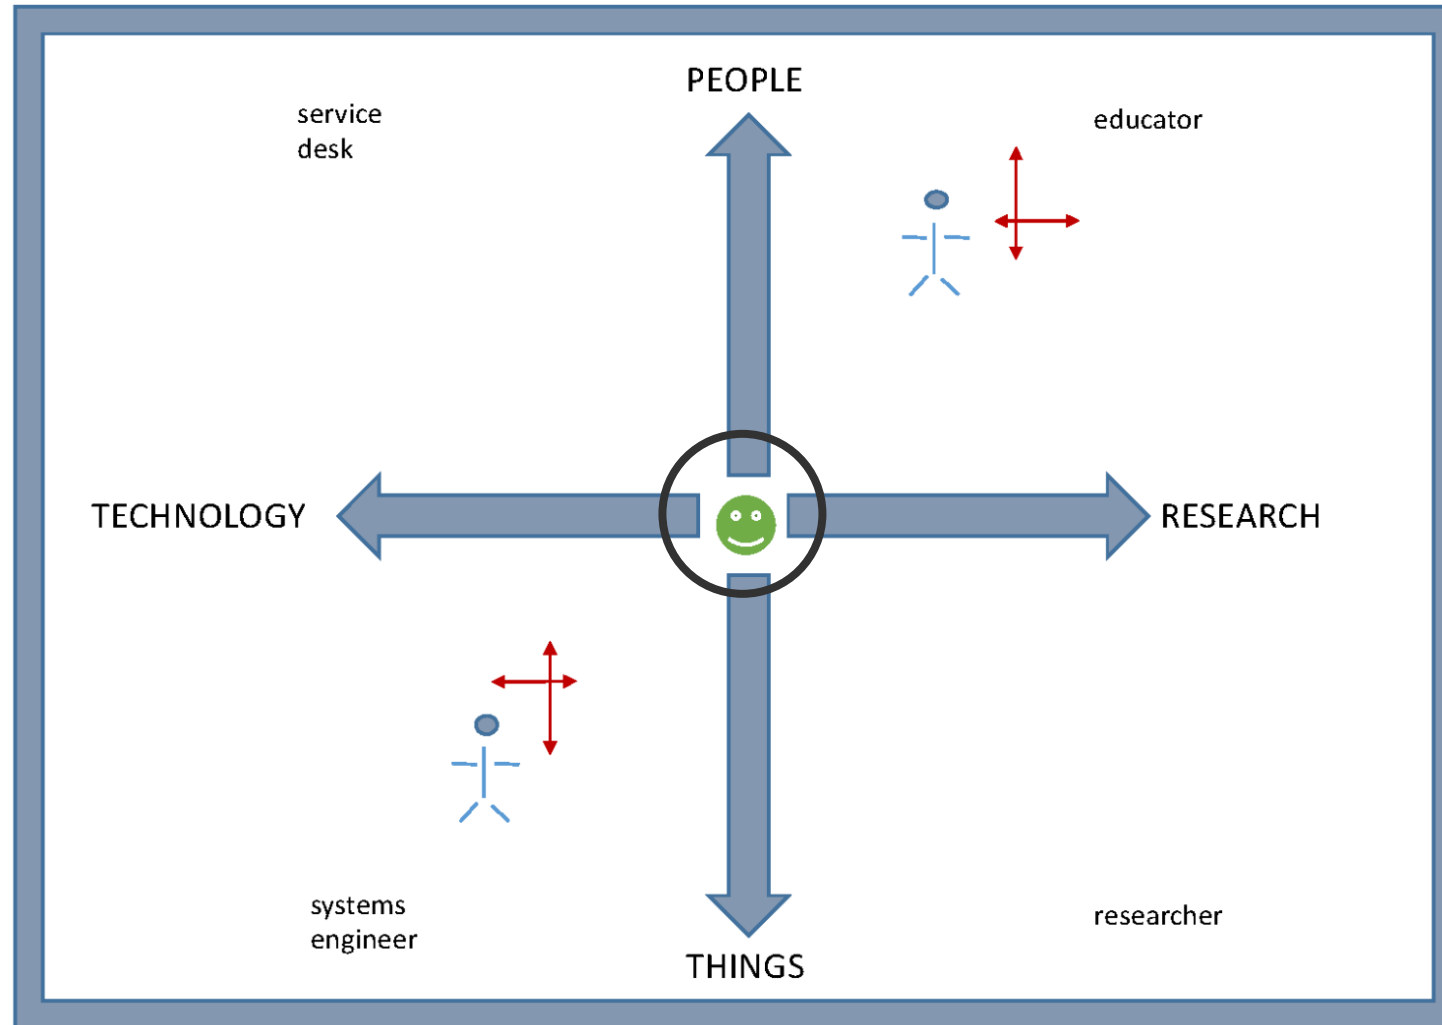 PEOPLE
service
desk
educator
TECHNOLOGY
RESEARCH
systems
engineer
researcher
THINGS